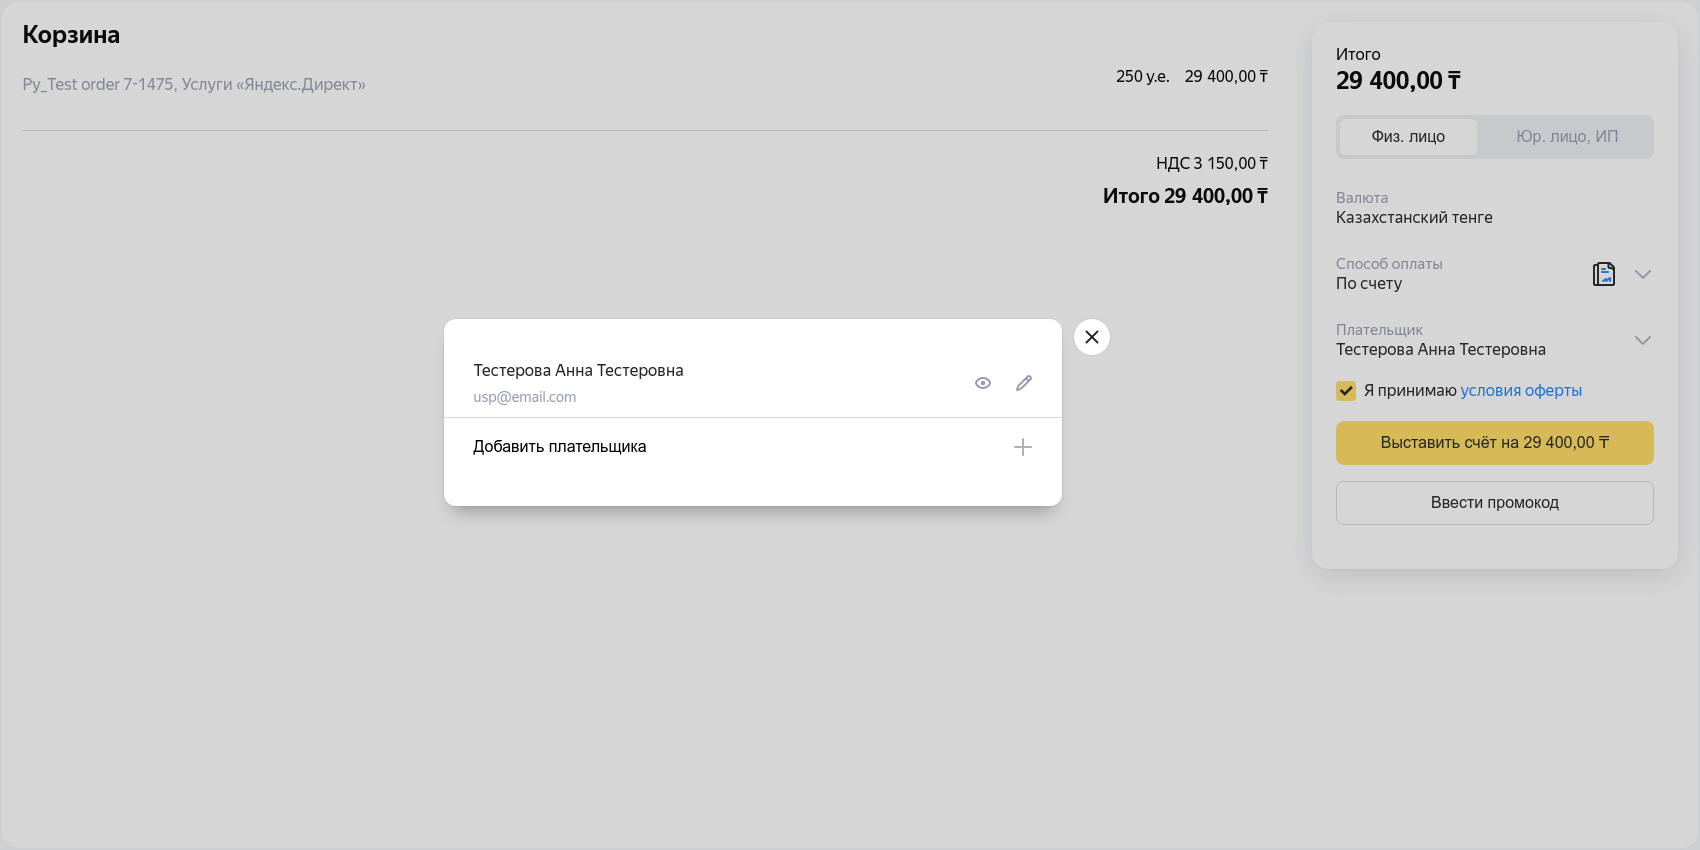 Корзина
Py_Test order 7-1475, Услуги «Яндекс.Директ»
250 у.е. 29 400,00 ₸
НДС 3 150,00 ₸
Итого 29 400,00 ₸
Тестерова Анна Тестеровна
usp@email.com
Добавить плательщика
Итого
29 400,00 ₸
Физ. лицо
Юр. лицо, ИП
Валюта
Казахстанский тенге
Способ оплаты
По счету
Плательщик
Тестерова Анна Тестеровна
Я принимаю условия оферты
Выставить счёт на 29 400,00 ₸
Ввести промокод